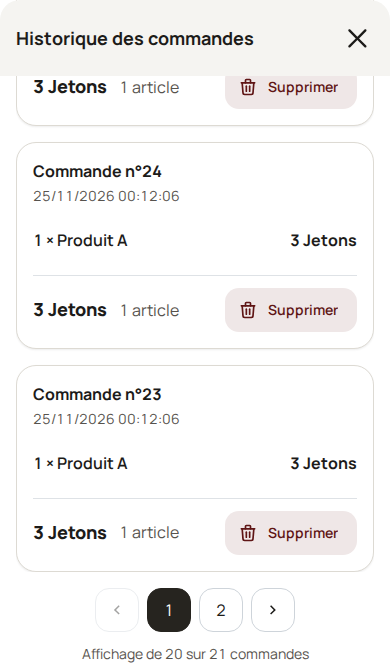 Historique des commandes
3 Jetons 1 article Supprimer
Commande n°24
25/11/2026 00:12:06
1 × Produit A 3 Jetons
3 Jetons 1 article Supprimer
Commande n°23
25/11/2026 00:12:06
1 × Produit A 3 Jetons
3 Jetons 1 article Supprimer
1 2
Affichage de 20 sur 21 commandes